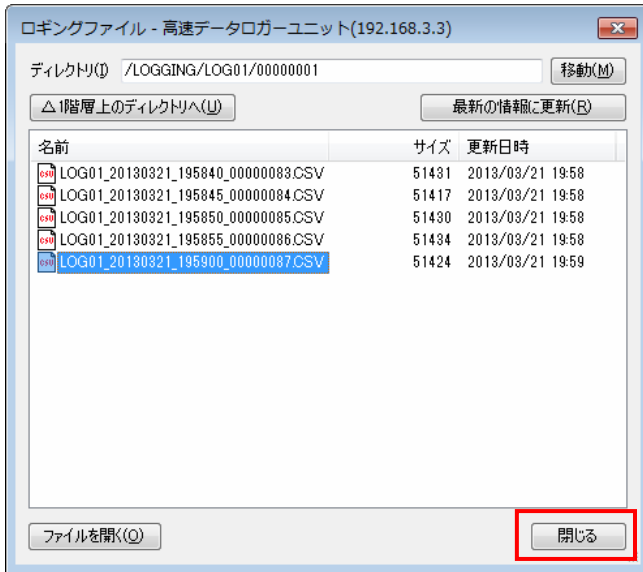 ロギングファイル - 高速データロガーユニット(192.168.3.3)
ディレクトリ(I) /LOGGING/LOG01/00000001 移動(M)
△1階層上のディレクトリへ(U) 最新の情報に更新(R)
名前 サイズ 更新日時
LOG01_20130321_195840_00000083.CSV 51431 2013/03/21 19:58
LOG01_20130321_195845_00000084.CSV 51417 2013/03/21 19:58
LOG01_20130321_195850_00000085.CSV 51430 2013/03/21 19:58
LOG01_20130321_195855_00000086.CSV 51434 2013/03/21 19:58
LOG01_20130321_195900_00000087.CSV 51424 2013/03/21 19:59
ファイルを開く(O) 閉じる